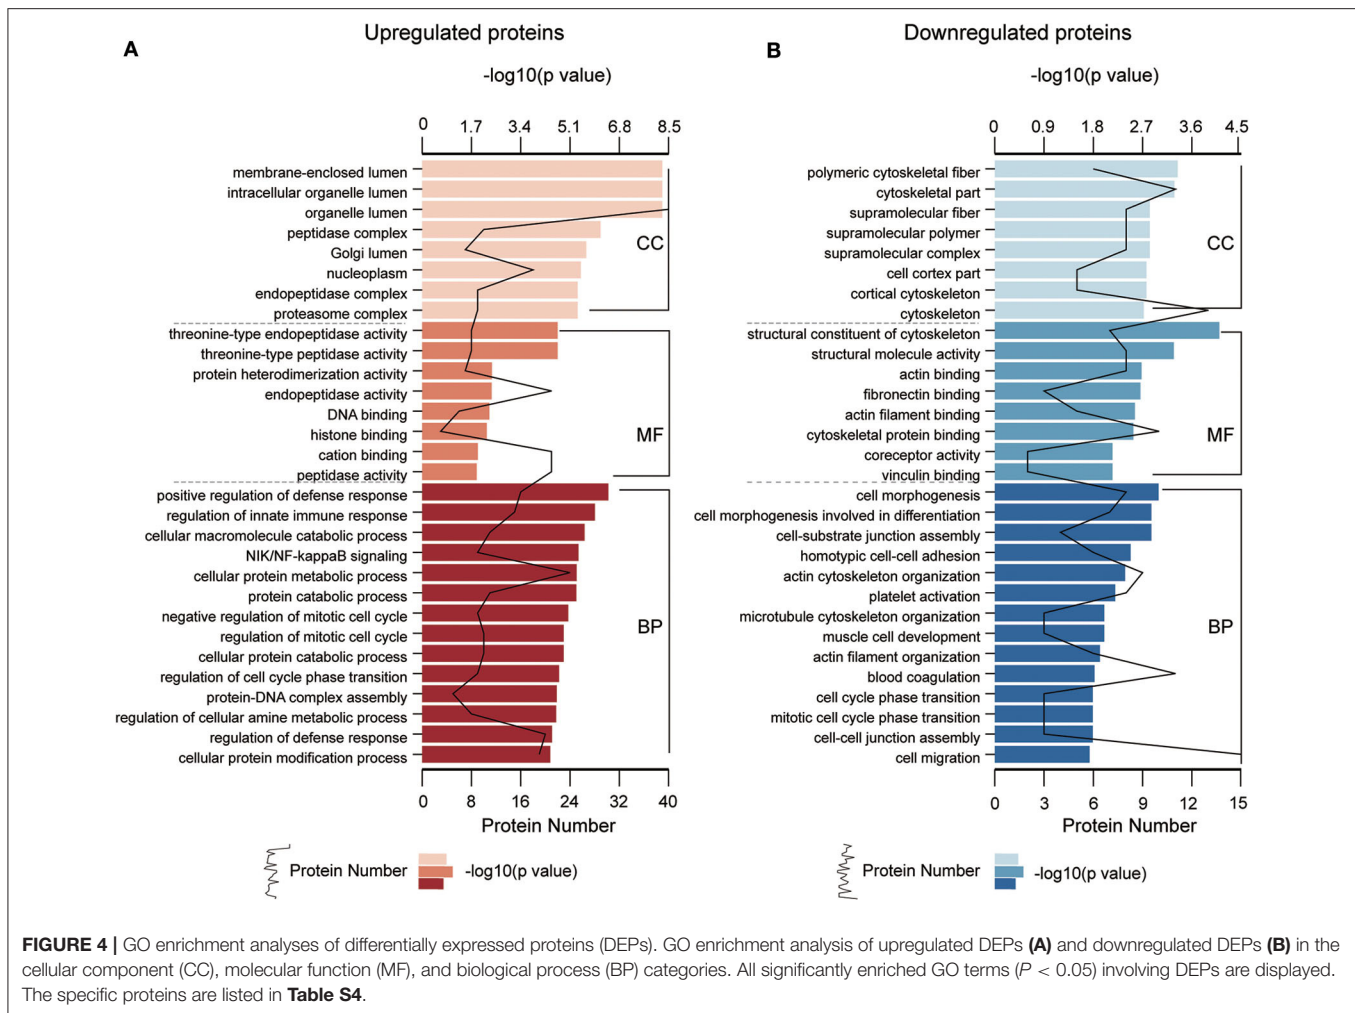 A
Upregulated proteins
-log10(p value)
0 1.7 3.4 5.1 6.8 8.5
membrane-enclosed lumen
intracellular organelle lumen
organelle lumen
peptidase complex
Golgi lumen
nucleoplasm
endopeptidase complex
proteasome complex
CC
threonine-type endopeptidase activity
threonine-type peptidase activity
protein heterodimerization activity
endopeptidase activity
DNA binding
histone binding
cation binding
peptidase activity
MF
positive regulation of defense response
regulation of innate immune response
cellular macromolecule catabolic process
NIK/NF-kappaB signaling
cellular protein metabolic process
protein catabolic process
negative regulation of mitotic cell cycle
regulation of mitotic cell cycle
cellular protein catabolic process
regulation of cell cycle phase transition
protein-DNA complex assembly
regulation of cellular amine metabolic process
regulation of defense response
cellular protein modification process
BP
0 8 16 24 32 40
Protein Number
Protein Number
-log10(p value)
B
Downregulated proteins
-log10(p value)
0 0.9 1.8 2.7 3.6 4.5
polymeric cytoskeletal fiber
cytoskeletal part
supramolecular fiber
supramolecular polymer
supramolecular complex
cell cortex part
cortical cytoskeleton
cytoskeleton
CC
structural constituent of cytoskeleton
structural molecule activity
actin binding
fibronectin binding
actin filament binding
cytoskeletal protein binding
coreceptor activity
vinculin binding
MF
cell morphogenesis
cell morphogenesis involved in differentiation
cell-substrate junction assembly
homotypic cell-cell adhesion
actin cytoskeleton organization
platelet activation
microtubule cytoskeleton organization
muscle cell development
actin filament organization
blood coagulation
cell cycle phase transition
mitotic cell cycle phase transition
cell-cell junction assembly
cell migration
BP
0 3 6 9 12 15
Protein Number
Protein Number
-log10(p value)
FIGURE 4 | GO enrichment analyses of differentially expressed proteins (DEPs). GO enrichment analysis of upregulated DEPs (A) and downregulated DEPs (B) in the
cellular component (CC), molecular function (MF), and biological process (BP) categories. All significantly enriched GO terms (P < 0.05) involving DEPs are displayed.
The specific proteins are listed in Table S4.